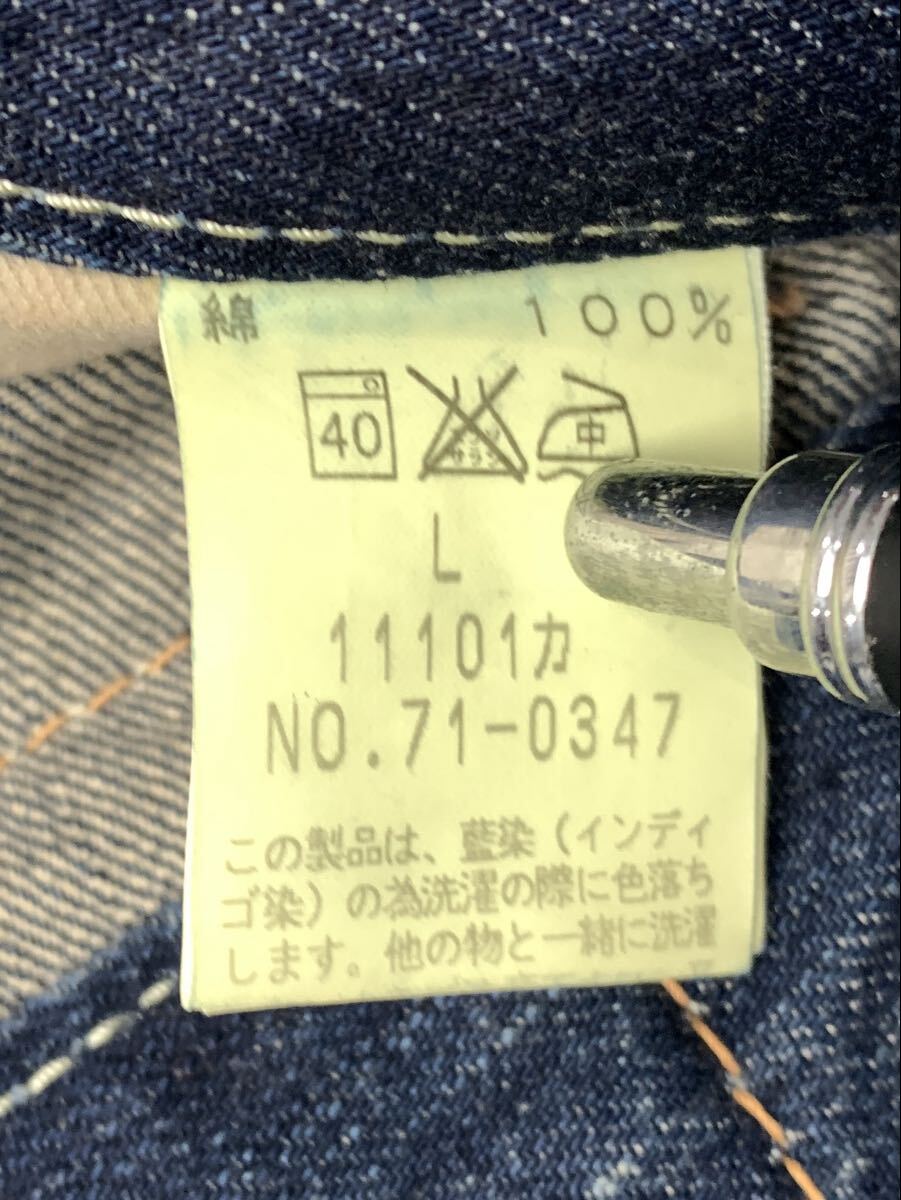 綿 100%
40 中
L
11101カ
NO.71-0347
この製品は、藍染（インディ
ゴ染）の為洗濯の際に色落ち
します。他の物と一緒に洗濯